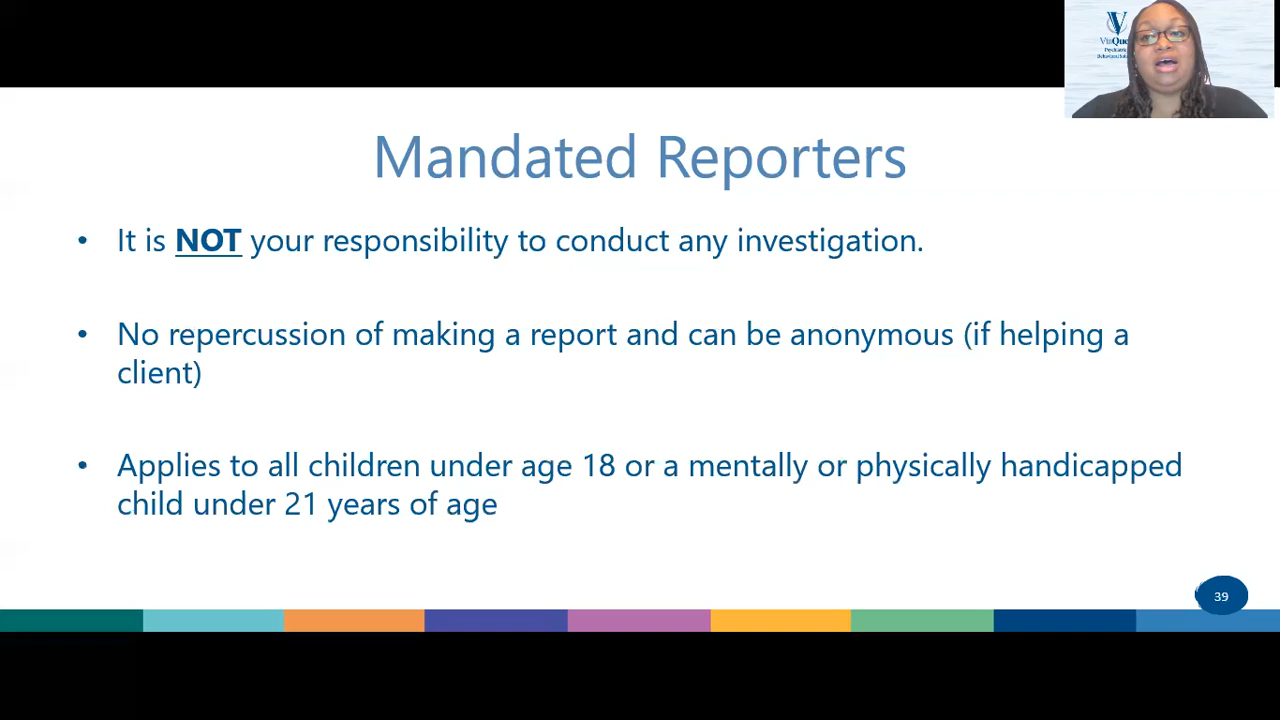 Mandated Reporters
• It is NOT your responsibility to conduct any investigation.
• No repercussion of making a report and can be anonymous (if helping a
client)
• Applies to all children under age 18 or a mentally or physically handicapped
child under 21 years of age
39